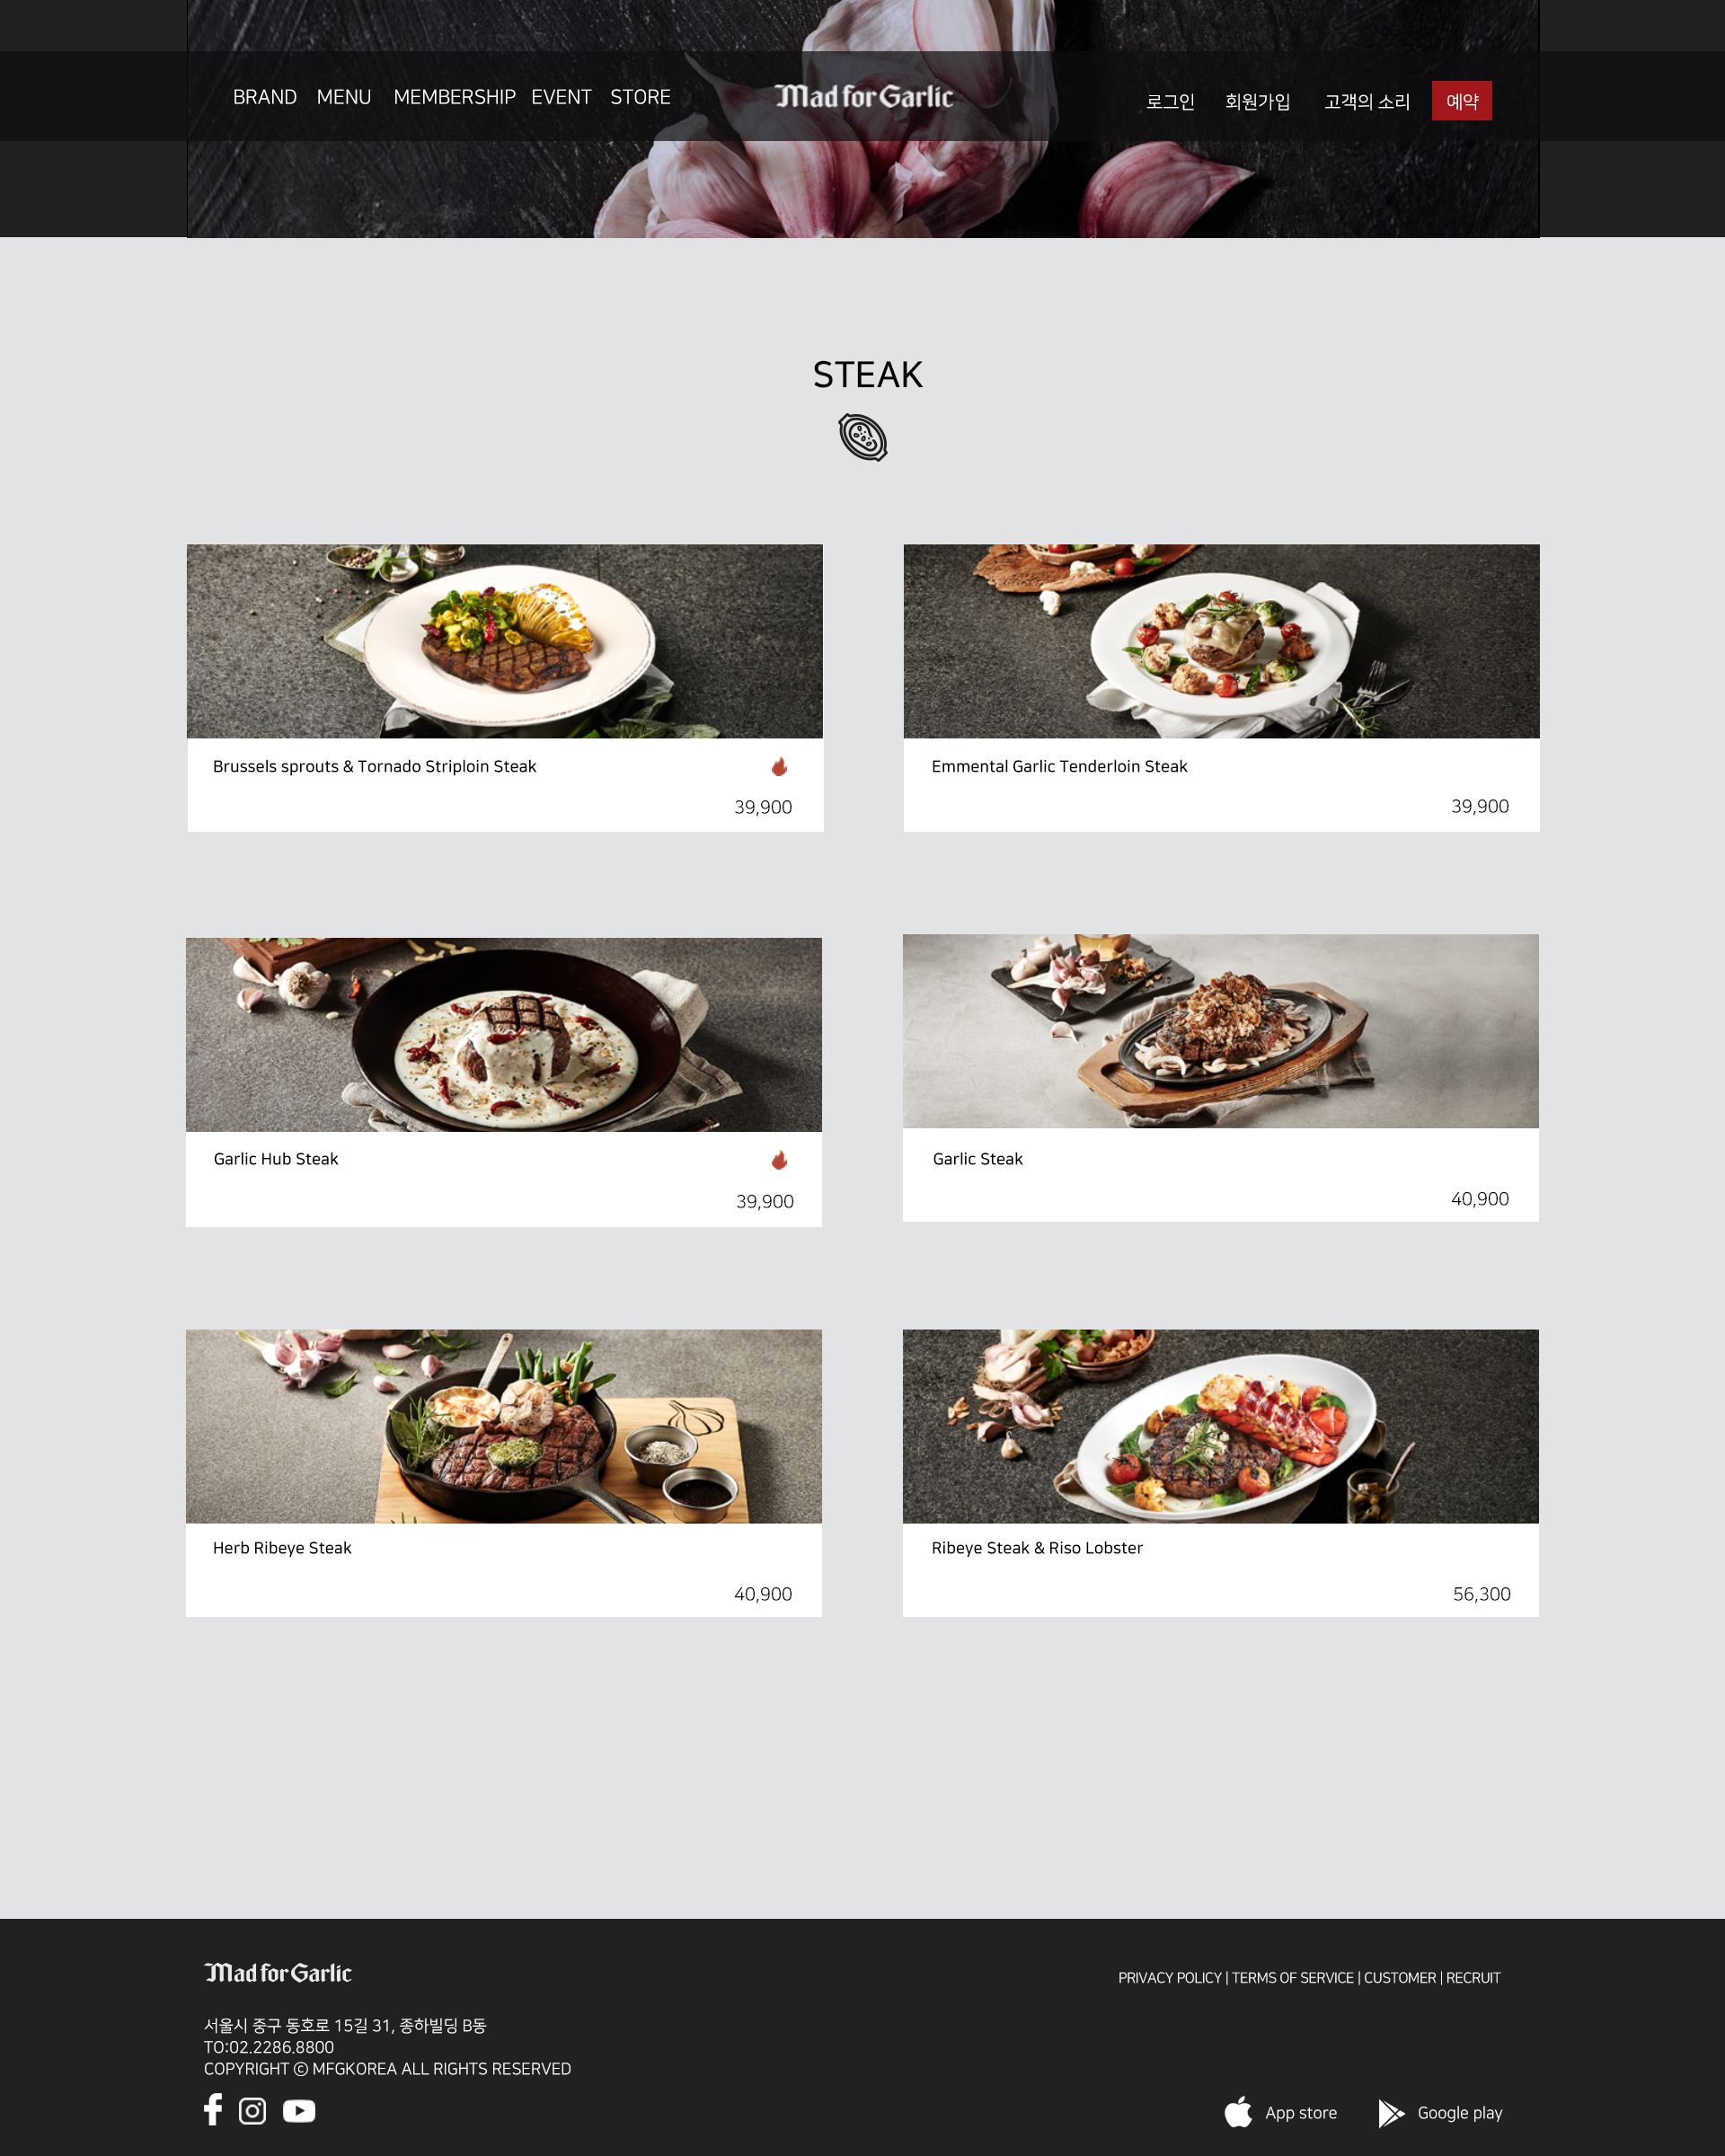 BRAND MENU MEMBERSHIP EVENT STORE Mad for Garlic 로그인 회원가입 고객의 소리 예약
STEAK
Brussels sprouts & Tornado Striploin Steak
39,900
Emmental Garlic Tenderloin Steak
39,900
Garlic Hub Steak
39,900
Garlic Steak
40,900
Herb Ribeye Steak
40,900
Ribeye Steak & Riso Lobster
56,300
Mad for Garlic
PRIVACY POLICY | TERMS OF SERVICE | CUSTOMER | RECRUIT
서울시 중구 동호로 15길 31, 종하빌딩 B동
TO:02.2286.8800
COPYRIGHT ⓒ MFGKOREA ALL RIGHTS RESERVED
App store Google play